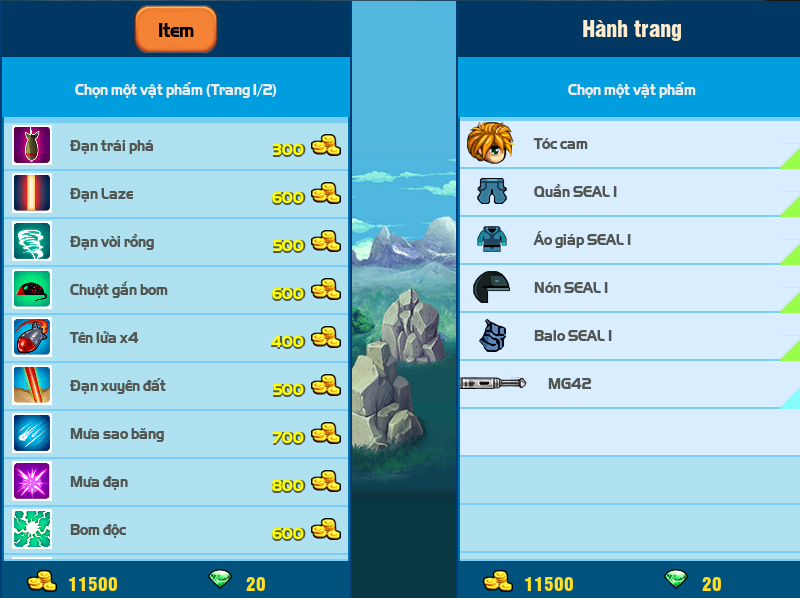 Item
Chọn một vật phẩm (Trang 1/2)
Đạn trái phá 300
Đạn Laze 600
Đạn vòi rồng 500
Chuột gắn bom 600
Tên lửa x4 400
Đạn xuyên đất 500
Mưa sao băng 700
Mưa đạn 800
Bom độc 600
11500 20
Hành trang
Chọn một vật phẩm
Tóc cam
Quần SEAL 1
Áo giáp SEAL 1
Nón SEAL 1
Balo SEAL 1
MG42
11500 20